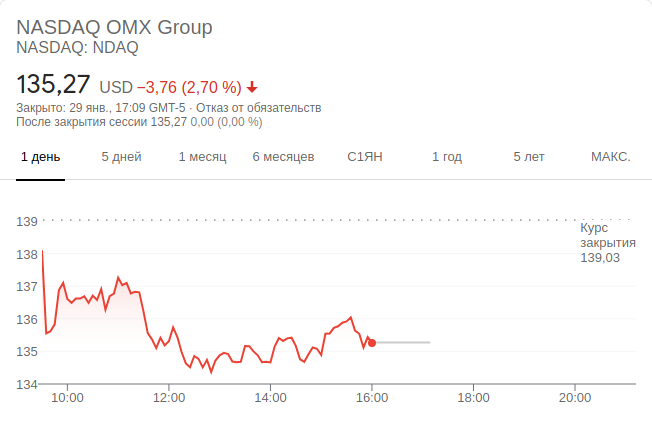 NASDAQ OMX Group
NASDAQ: NDAQ
135,27 USD −3,76 (2,70 %)
Закрыто: 29 янв., 17:09 GMT-5 · Отказ от обязательств
После закрытия сессии 135,27 0,00 (0,00 %)
1 день 5 дней 1 месяц 6 месяцев С1ЯН 1 год 5 лет МАКС.
139
Курс
закрытия
139,03
138
137
136
135
134
10:00 12:00 14:00 16:00 18:00 20:00